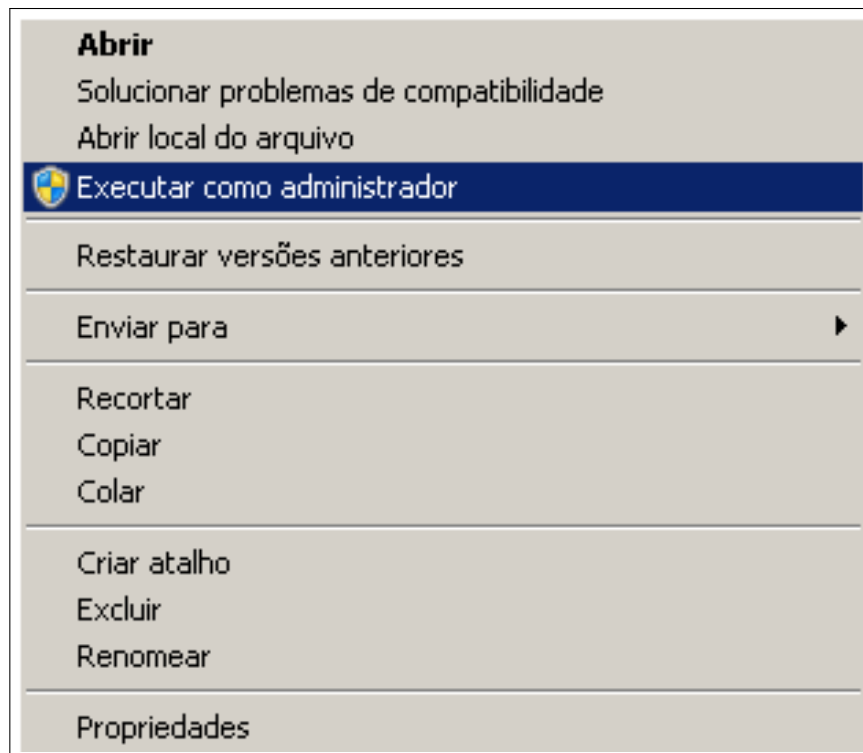 Abrir
Solucionar problemas de compatibilidade
Abrir local do arquivo
Executar como administrador
Restaurar versões anteriores
Enviar para
Recortar
Copiar
Colar
Criar atalho
Excluir
Renomear
Propriedades